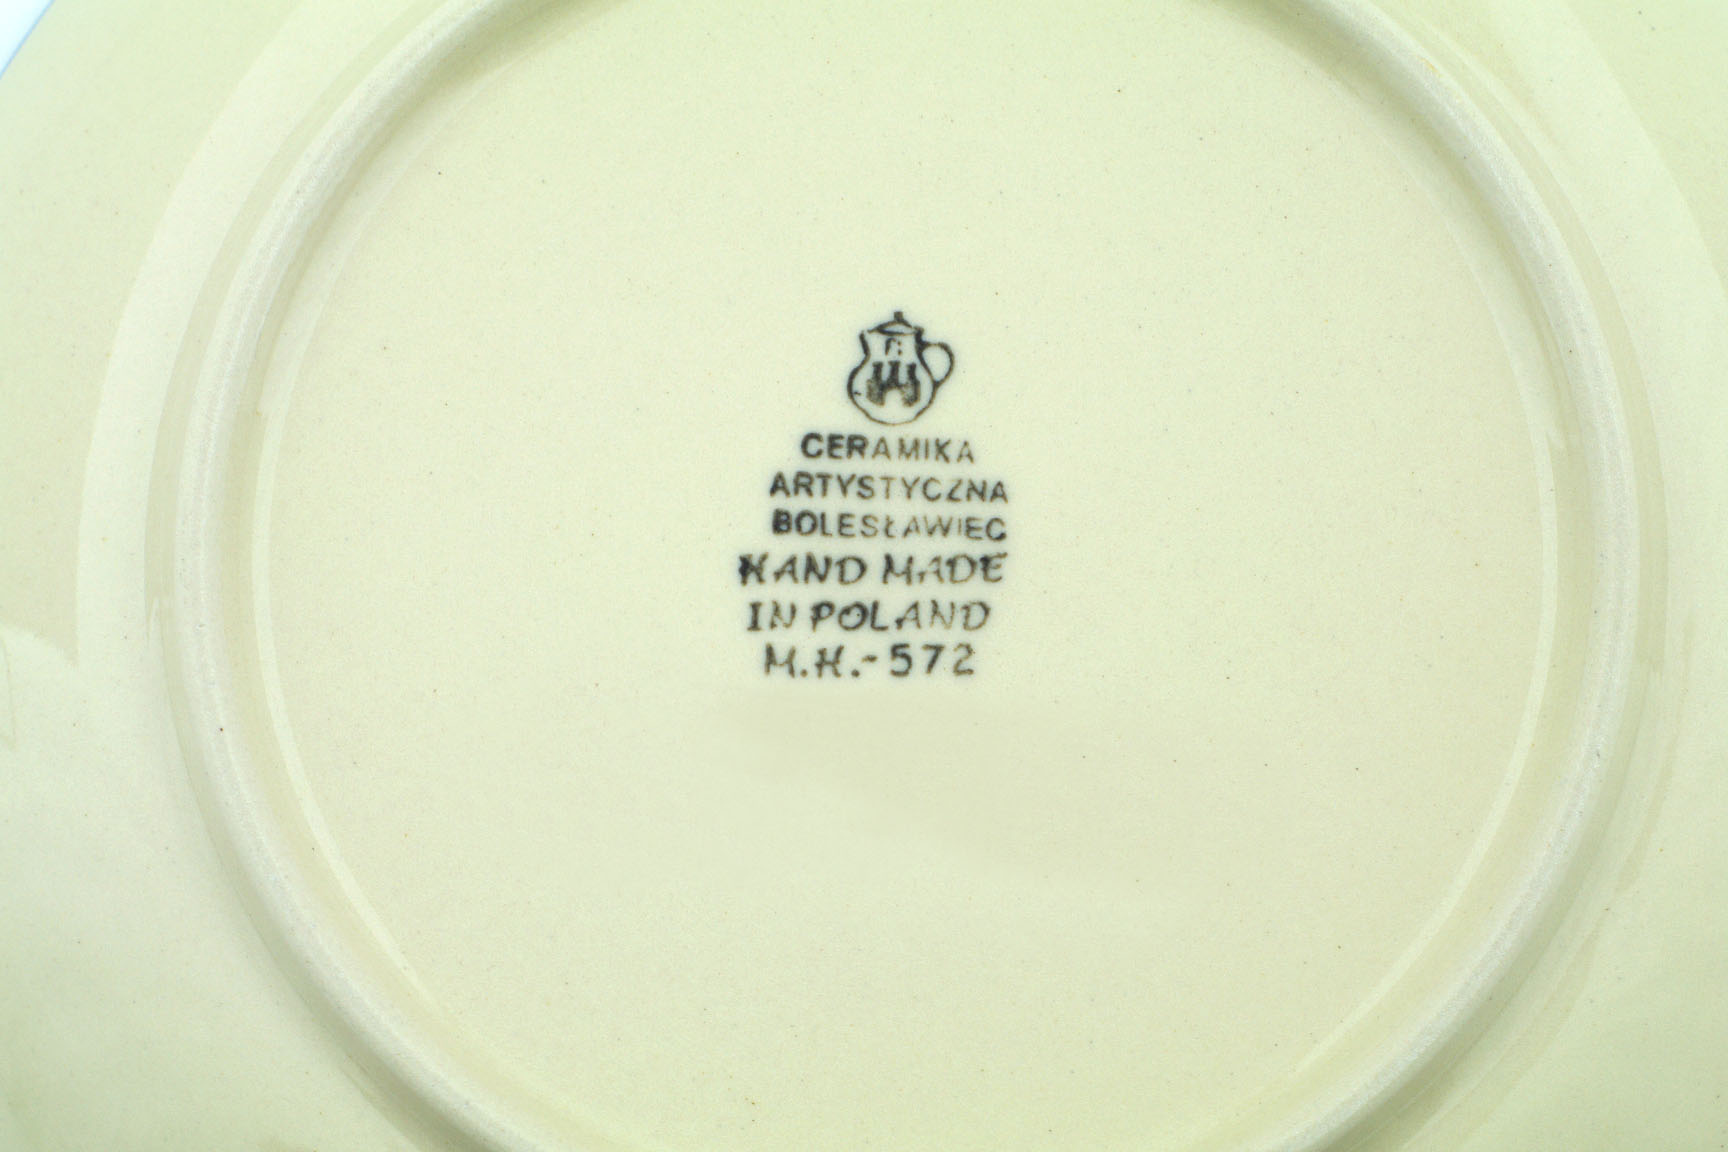 CERAMIKA
ARTYSTYCZNA
BOLESŁAWIEC
HAND MADE
IN POLAND
M.H.-572